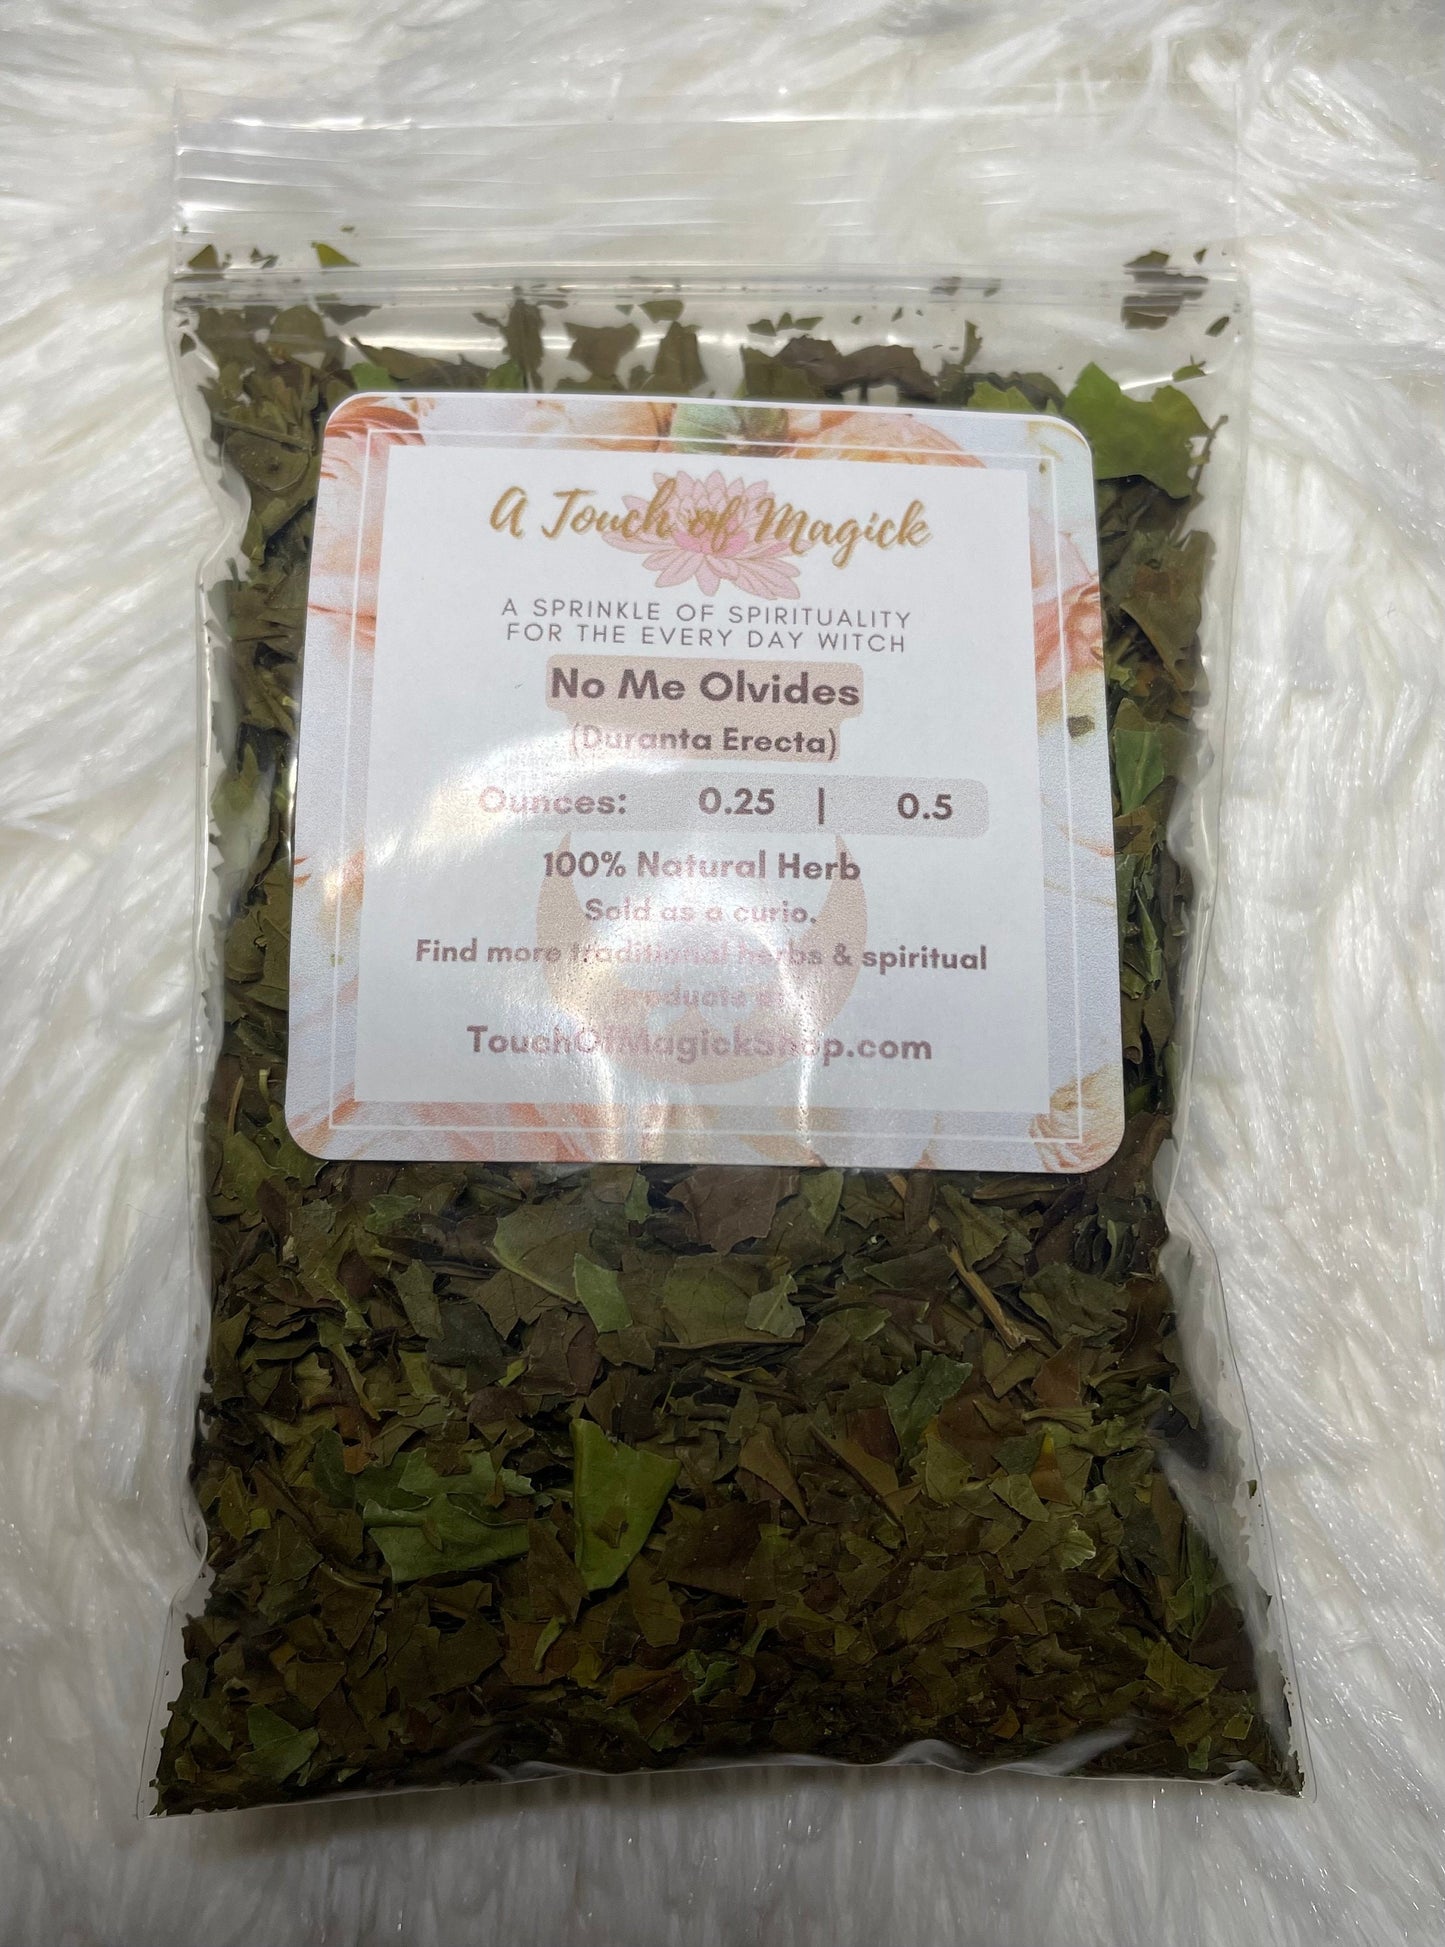 A Touch of Magick
A SPRINKLE OF SPIRITUALITY
FOR THE EVERY DAY WITCH
No Me Olvides
(Duranta Erecta)
Ounces: 0.25 | 0.5
100% Natural Herb
Sold as a curio.
Find more traditional herbs & spiritual
products
TouchOfMagickShop.com